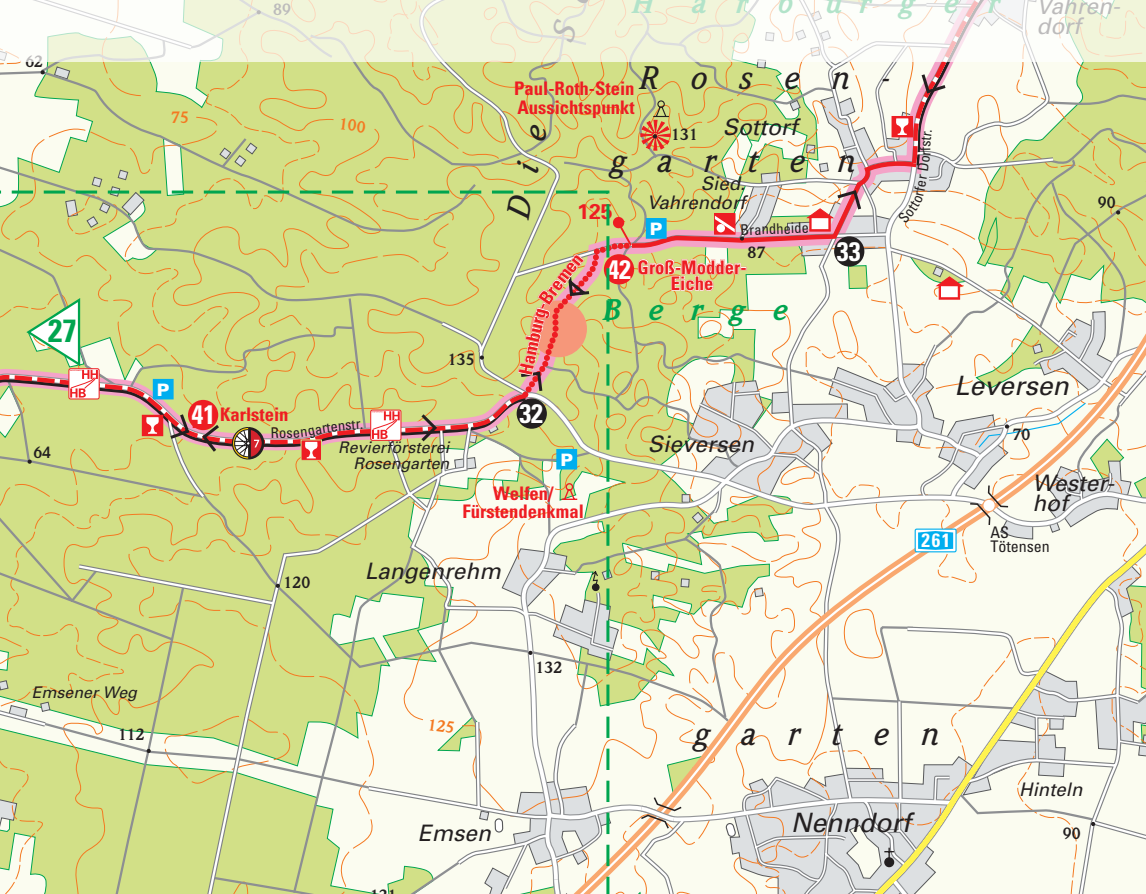 89
Harburger
Vahren-
dorf
62
S
Rosen-
Paul-Roth-Stein
Aussichtspunkt
75
100
131
Sottorf
Die
garten
Sied.
Vahrendorf
Sottorfer Dorfstr.
90
125
P
Brandheide
87
33
42
Groß-Modder-
Eiche
Hamburg-Bremen
Berge
27
135
HH
HB
P
Leversen
41
Karlstein
7
Rosengartenstr.
HH
HB
32
70
Revierförsterei
Rosengarten
Sieversen
64
P
Welfen/
Fürstendenkmal
Wester-
hof
261
AS
Tötensen
Langenrehm
120
132
Emsener Weg
112
125
garten
Hinteln
Emsen
Nenndorf
90
121